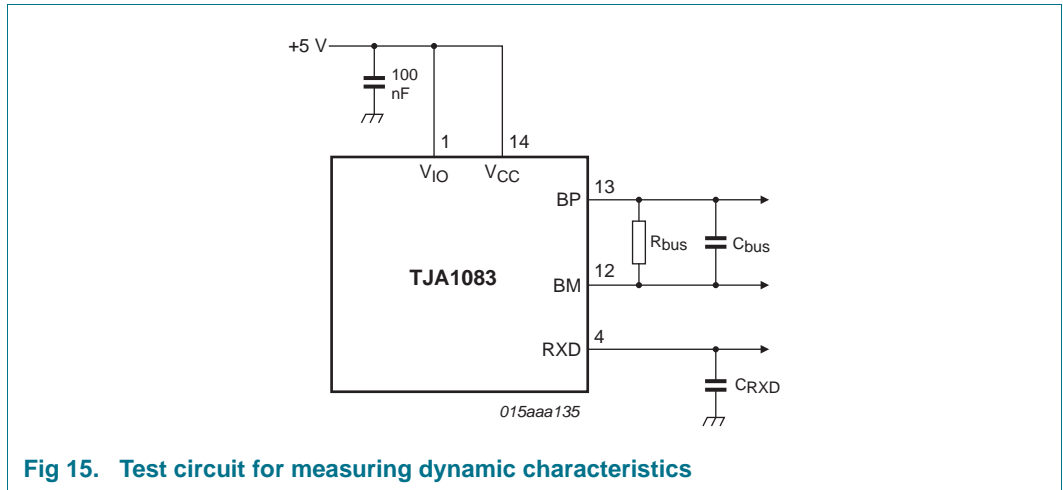 +5 V
100
nF
1
14
VIO
VCC
BP
13
Rbus
Cbus
TJA1083
BM
12
RXD
4
CRXD
015aaa135
Fig 15. Test circuit for measuring dynamic characteristics